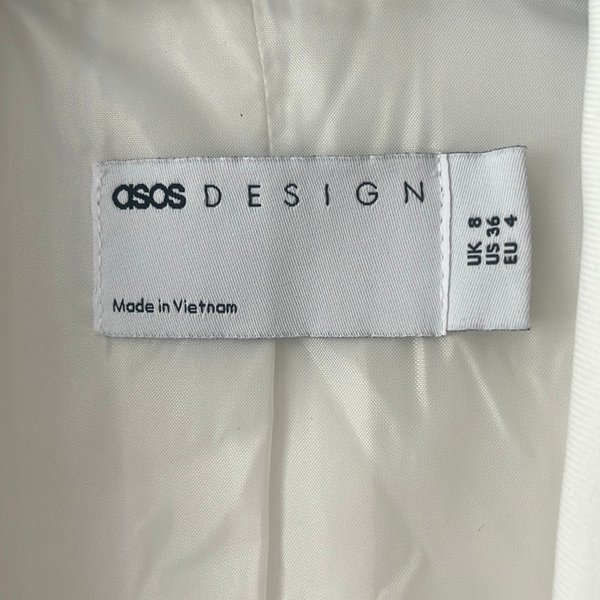 asos DESIGN
Made in Vietnam
UK 8
US 36
EU 4